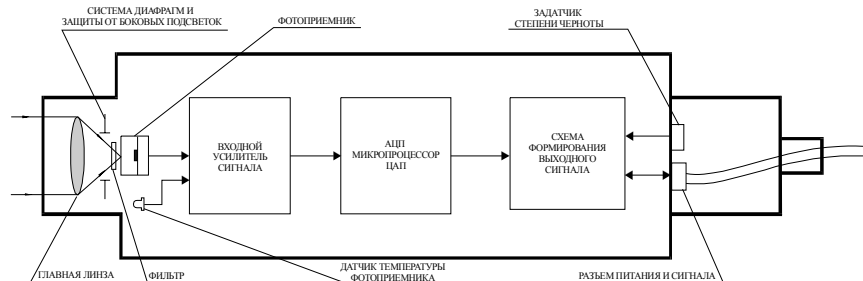 СИСТЕМА ДИАФРАГМ И
ЗАЩИТЫ ОТ БОКОВЫХ ПОДСВЕТОК
ФОТОПРИЕМНИК
ЗАДАТЧИК
СТЕПЕНИ ЧЕРНОТЫ
ВХОДНОЙ
УСИЛИТЕЛЬ
СИГНАЛА
АЦП
МИКРОПРОЦЕССОР
ЦАП
СХЕМА
ФОРМИРОВАНИЯ
ВЫХОДНОГО
СИГНАЛА
ГЛАВНАЯ ЛИНЗА
ФИЛЬТР
ДАТЧИК ТЕМПЕРАТУРЫ
ФОТОПРИЕМНИКА
РАЗЪЕМ ПИТАНИЯ И СИГНАЛА